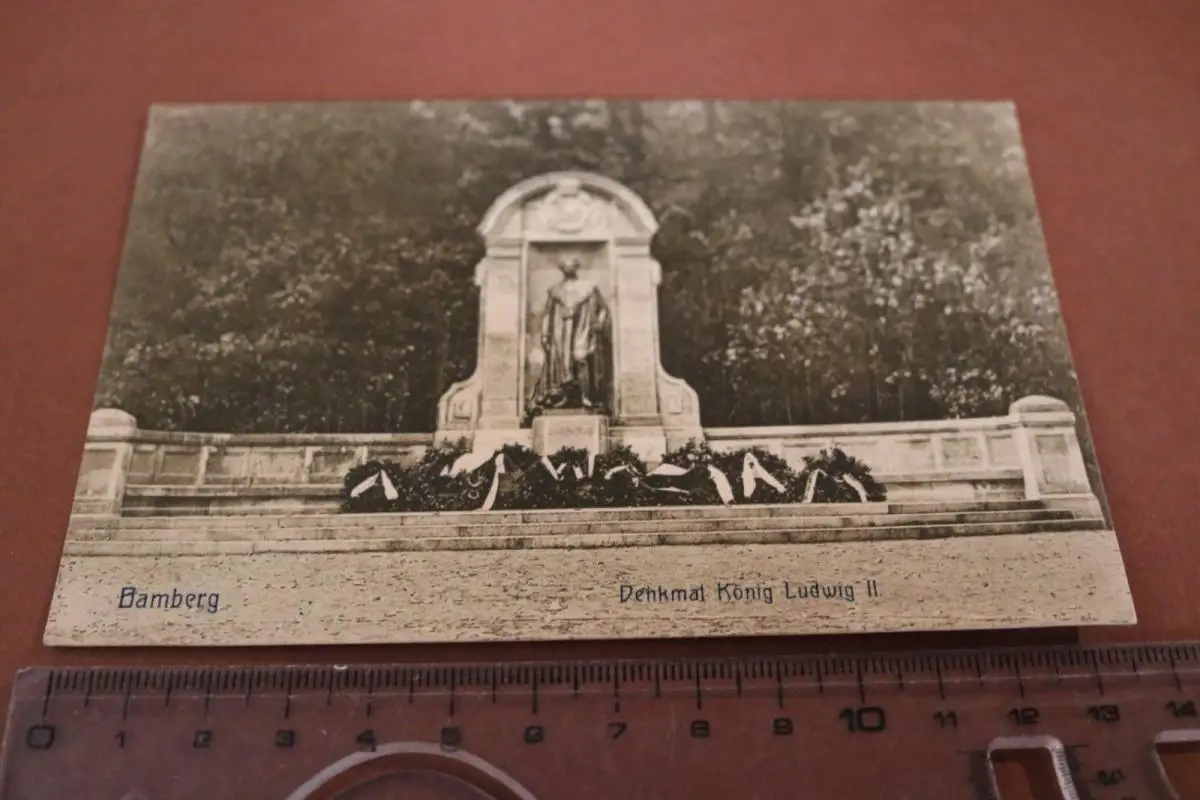 Bamberg
Denkmal König Ludwig II.
0 1 2 3 4 5 6 7 8 9 10 11 12 13 14